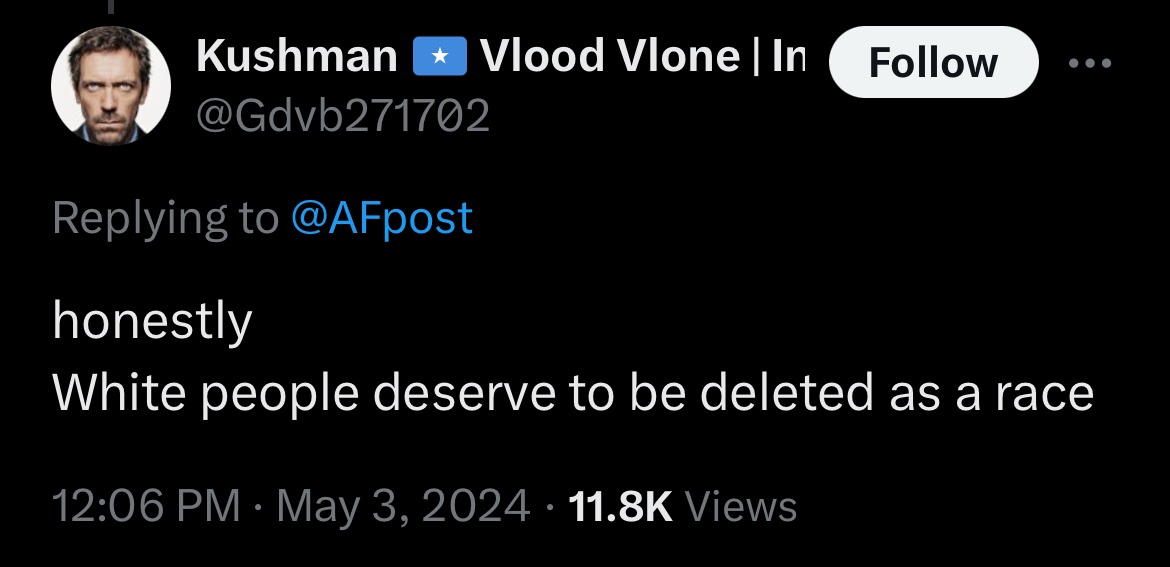 Kushman 🇸🇴 Vlood Vlone | In
Follow
@Gdvb271702
Replying to @AFpost
honestly
White people deserve to be deleted as a race
12:06 PM · May 3, 2024 · 11.8K Views